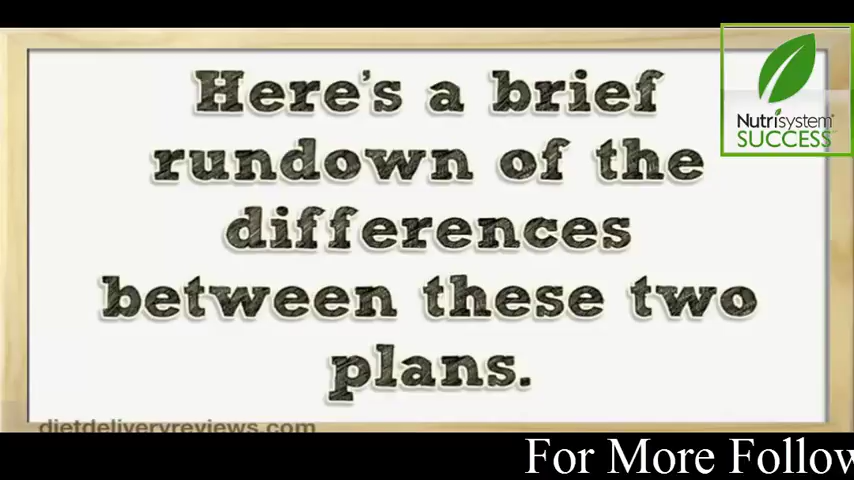 Here's a brief
rundown of the
differences
between these two
plans.
Nutrisystem®
SUCCESS
dietdeliveryreviews.com
For More Follow